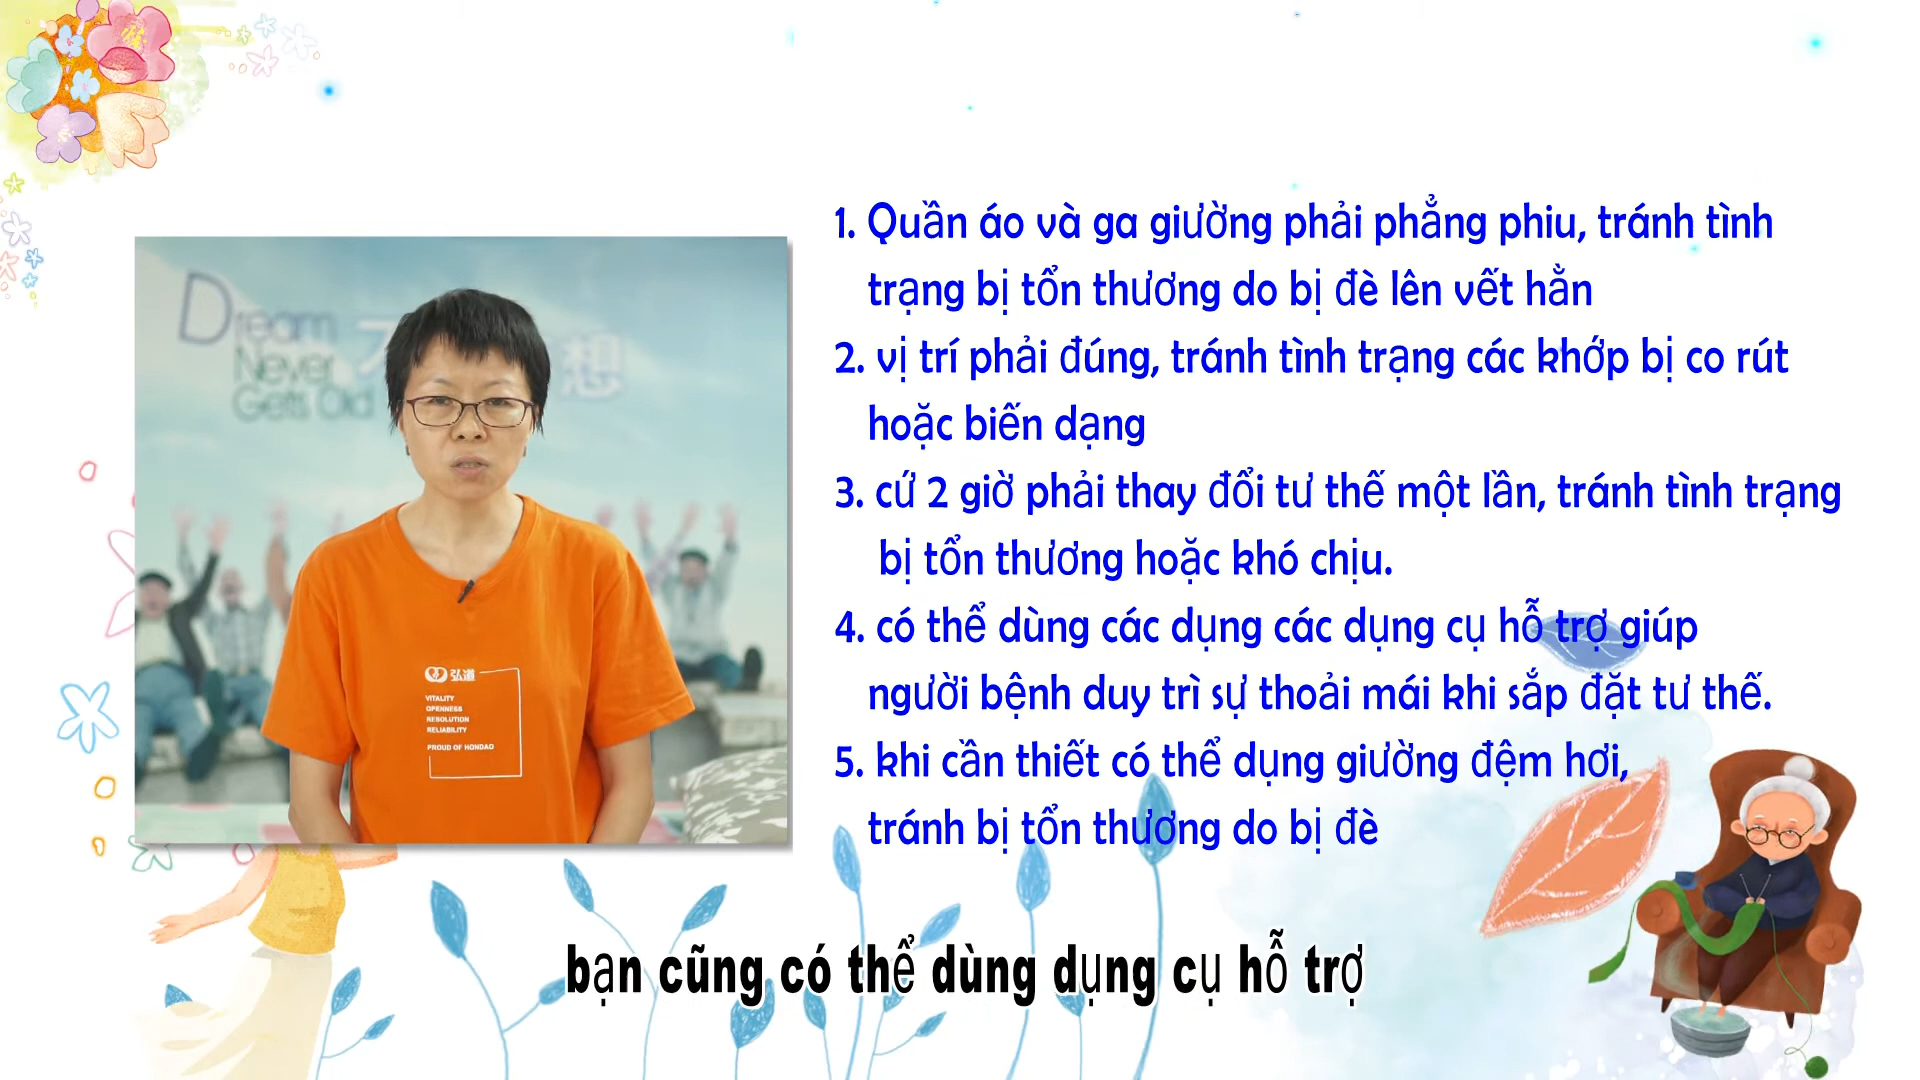 1. Quần áo và ga giường phải phẳng phiu, tránh tình
trạng bị tổn thương do bị đè lên vết hằn
2. vị trí phải đúng, tránh tình trạng các khớp bị co rút
hoặc biến dạng
3. cứ 2 giờ phải thay đổi tư thế một lần, tránh tình trạng
bị tổn thương hoặc khó chịu.
4. có thể dùng các dụng các dụng cụ hỗ trợ giúp
người bệnh duy trì sự thoải mái khi sắp đặt tư thế.
5. khi cần thiết có thể dụng giường đệm hơi,
tránh bị tổn thương do bị đè
Dream
Never
Gets Old
想
弘道
VITALITY
OPENNESS
RESOLUTION
RELIABILITY
PROUD OF HONDAO
bạn cũng có thể dùng dụng cụ hỗ trợ